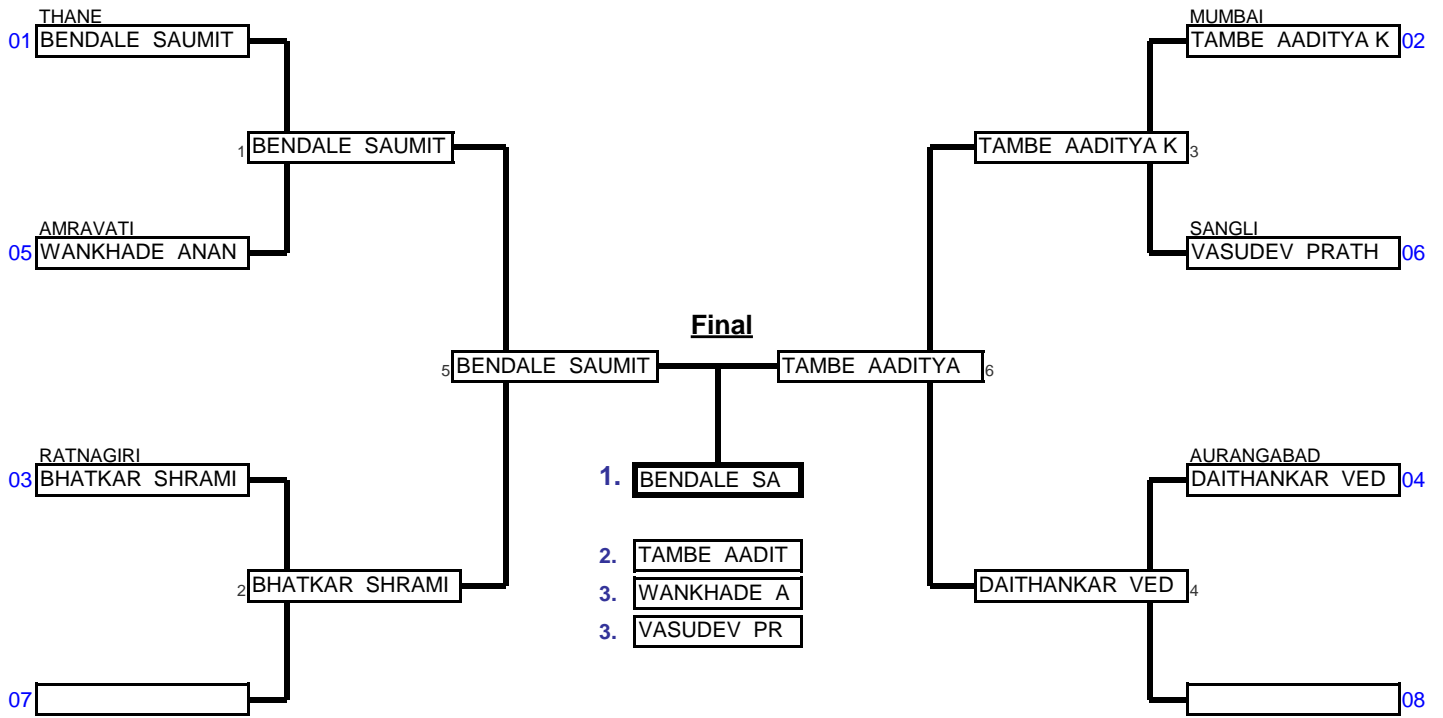 THANE
01 BENDALE SAUMIT
MUMBAI
TAMBE AADITYA K 02
1 BENDALE SAUMIT
TAMBE AADITYA K 3
AMRAVATI
05 WANKHADE ANAN
SANGLI
VASUDEV PRATH 06
Final
5 BENDALE SAUMIT
TAMBE AADITYA 6
RATNAGIRI
03 BHATKAR SHRAMI
1. BENDALE SA
AURANGABAD
DAITHANKAR VED 04
2. TAMBE AADIT
3. WANKHADE A
3. VASUDEV PR
2 BHATKAR SHRAMI
DAITHANKAR VED 4
07
08